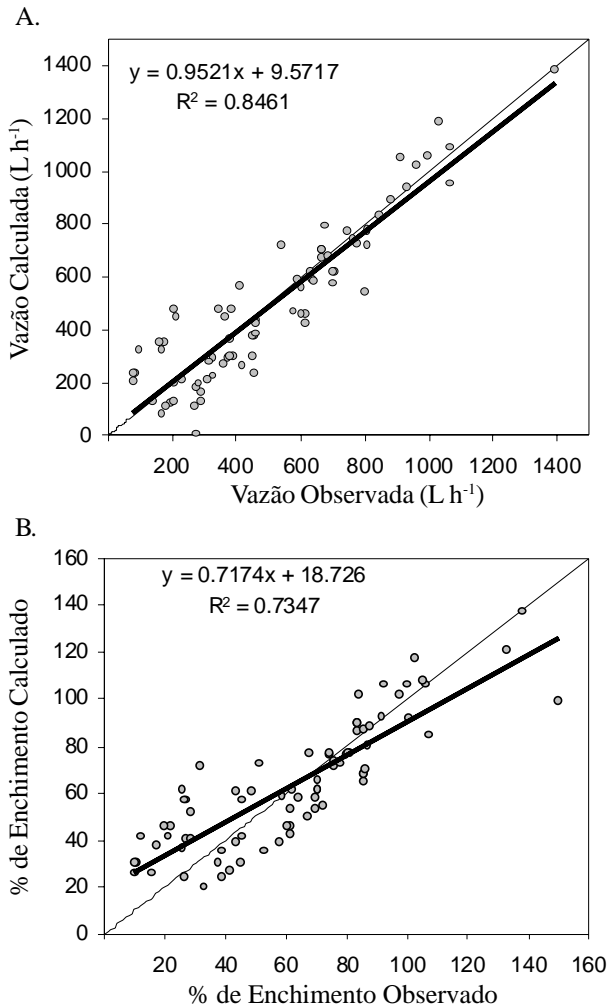 A.
y = 0.9521x + 9.5717
R² = 0.8461
1400
1200
1000
800
600
400
200
0
200 400 600 800 1000 1200 1400
Vazão Calculada (L h⁻¹)
Vazão Observada (L h⁻¹)
B.
y = 0.7174x + 18.726
R² = 0.7347
160
140
120
100
80
60
40
20
0
20 40 60 80 100 120 140 160
% de Enchimento Calculado
% de Enchimento Observado